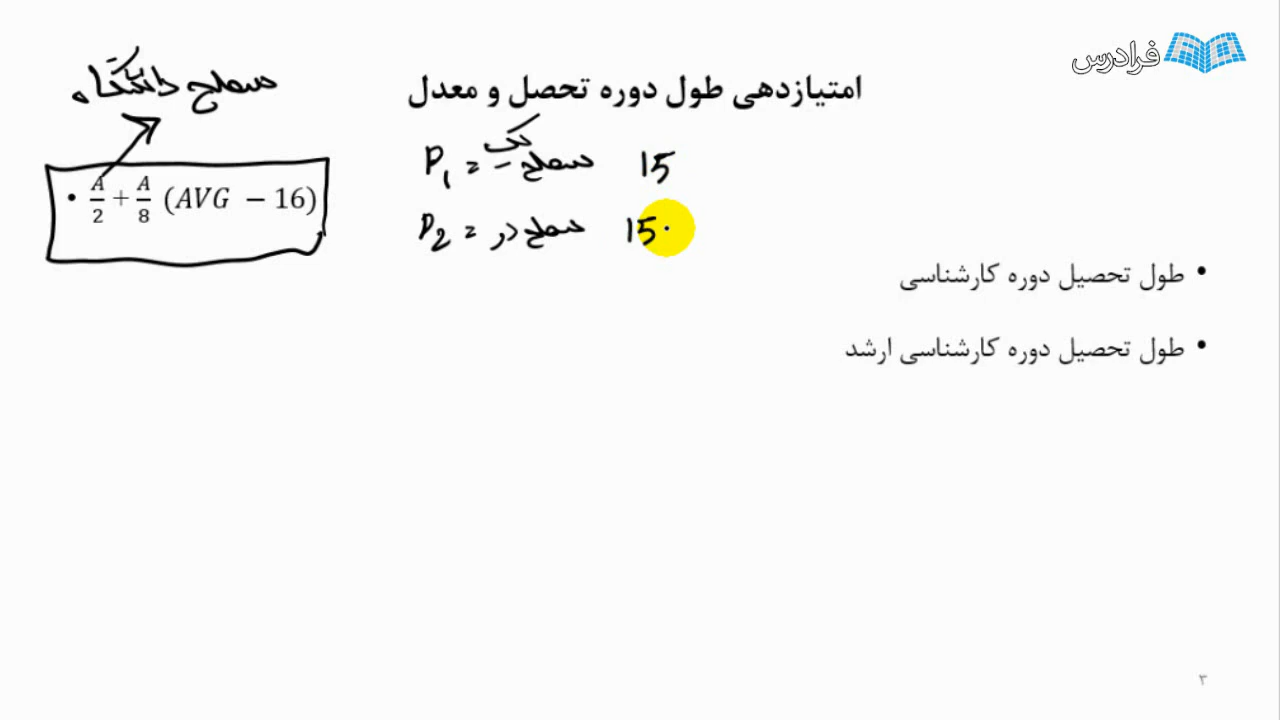 فرادرس
امتیازدهی طول دوره تحصل و معدل
سطح دانشگاه
• A/2 + A/8 (AVG − 16)
P₁ = سطح یک 15
P₂ = سطح دو 15
• طول تحصیل دوره کارشناسی
• طول تحصیل دوره کارشناسی ارشد
۳